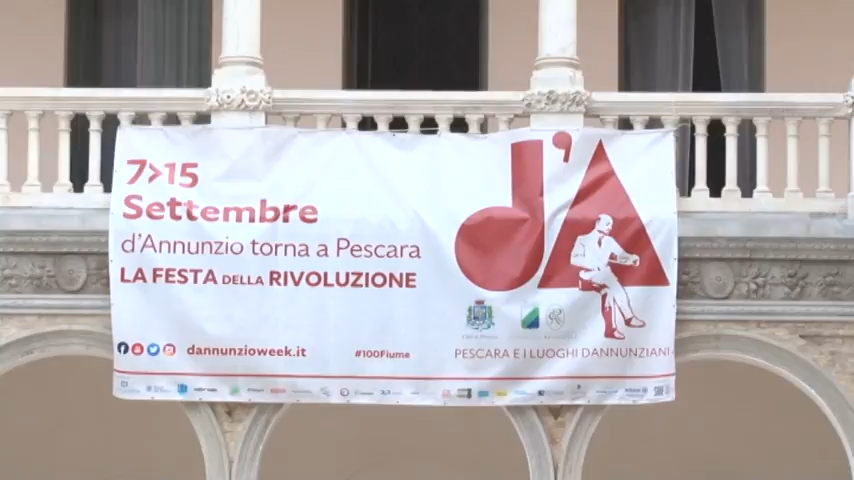 7>15
Settembre
d'Annunzio torna a Pescara
LA FESTA DELLA RIVOLUZIONE
dannunzioweek.it
#100Fiume
d'A
PESCARA E I LUOGHI DANNUNZIANI